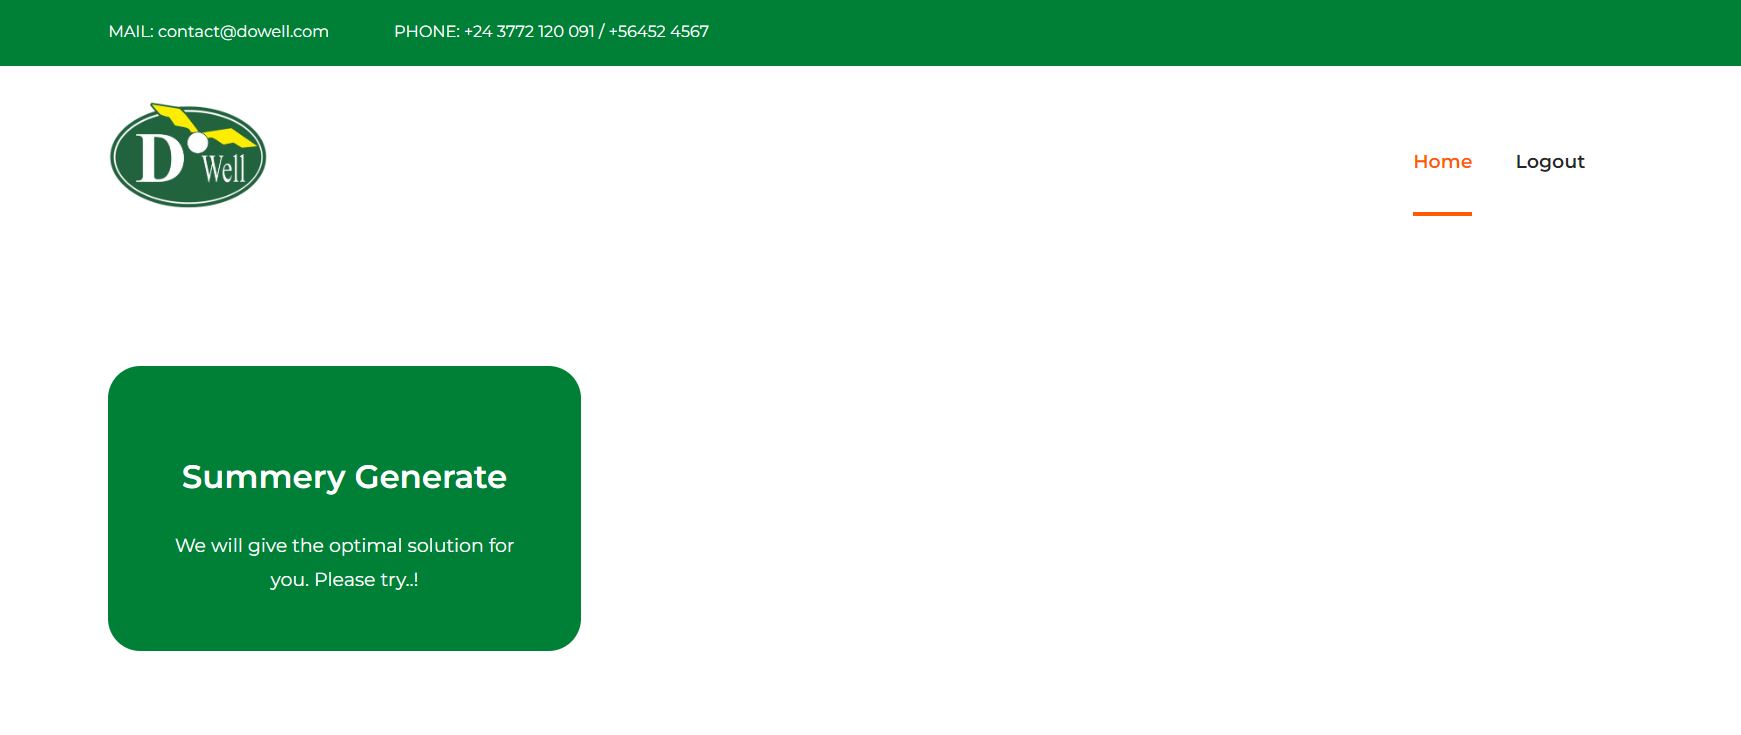 MAIL: contact@dowell.com PHONE: +24 3772 120 091 / +56452 4567
D Well
Home Logout
Summery Generate
We will give the optimal solution for
you. Please try..!